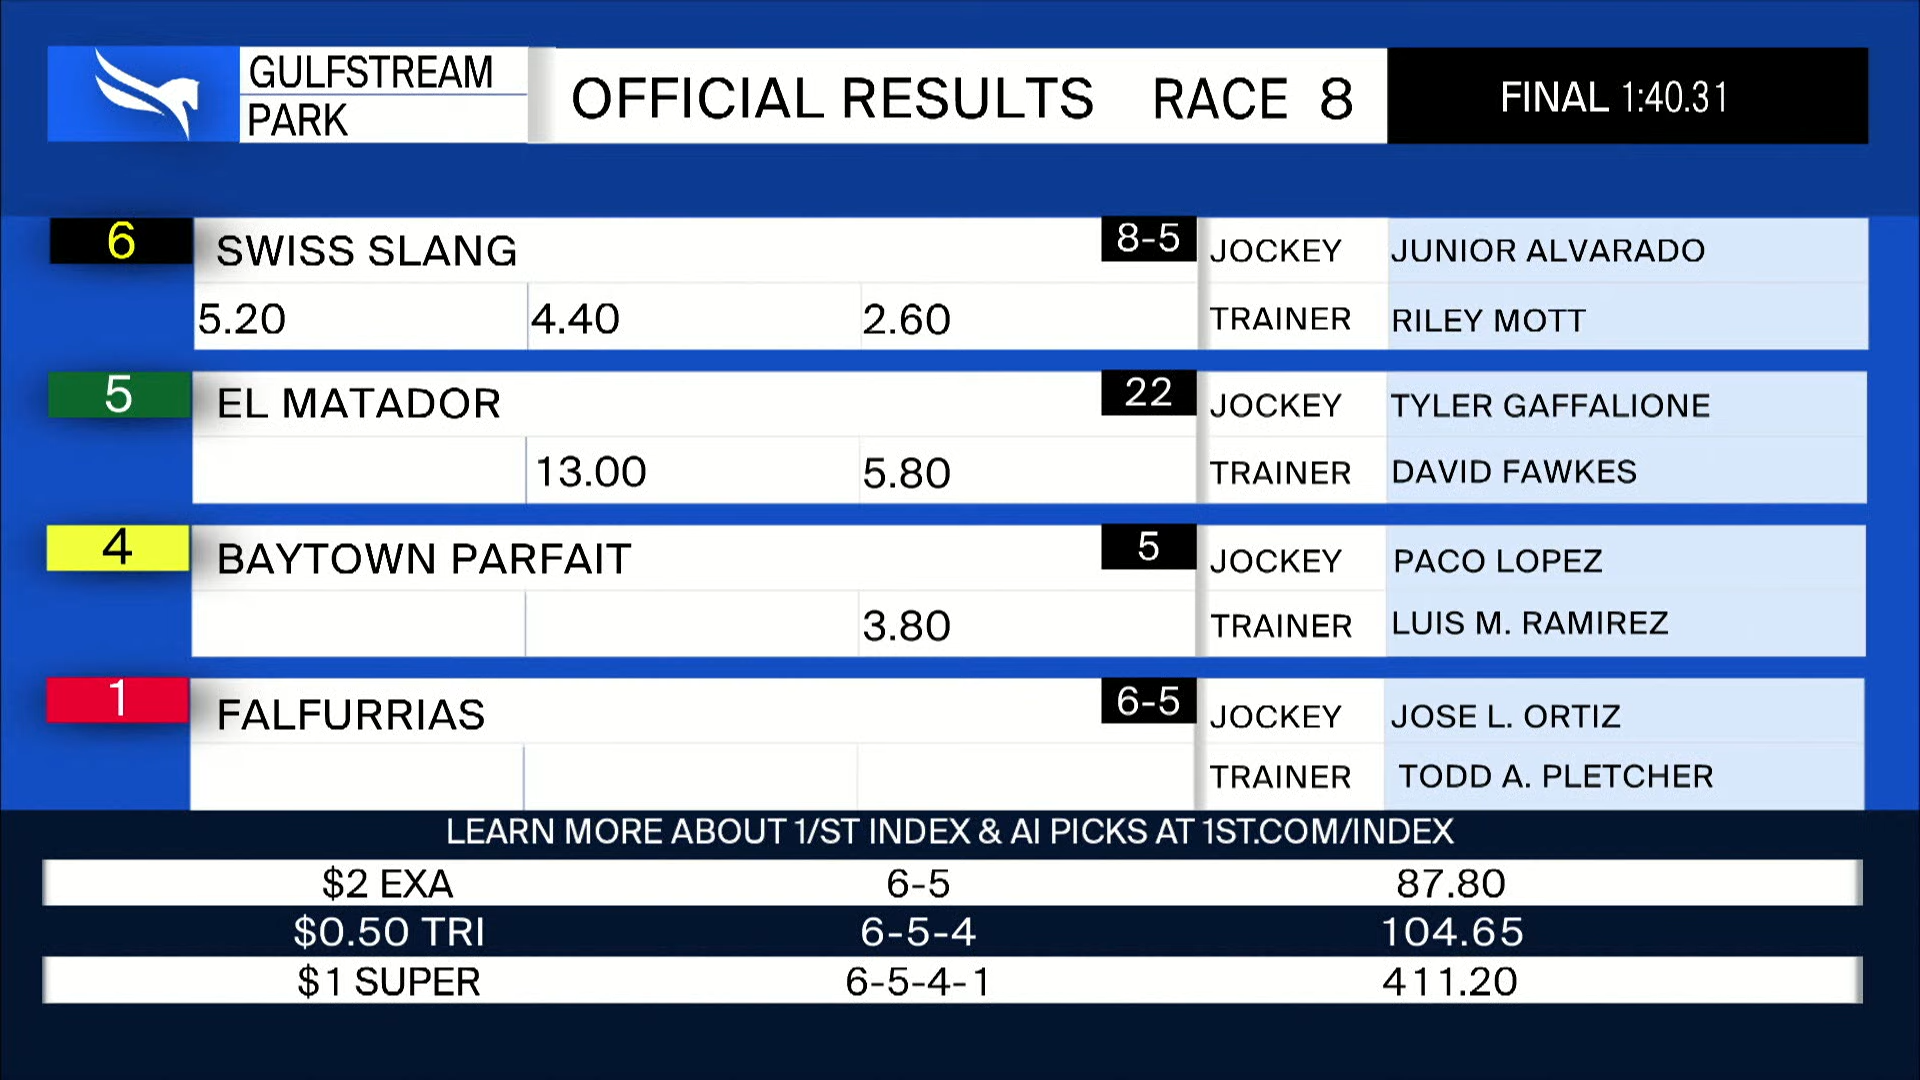 GULFSTREAM
PARK
OFFICIAL RESULTS RACE 8
FINAL 1:40.31
6 SWISS SLANG 8-5 JOCKEY JUNIOR ALVARADO
5.20 4.40 2.60 TRAINER RILEY MOTT
5 EL MATADOR 22 JOCKEY TYLER GAFFALIONE
13.00 5.80 TRAINER DAVID FAWKES
4 BAYTOWN PARFAIT 5 JOCKEY PACO LOPEZ
3.80 TRAINER LUIS M. RAMIREZ
1 FALFURRIAS 6-5 JOCKEY JOSE L. ORTIZ
TRAINER TODD A. PLETCHER
LEARN MORE ABOUT 1/ST INDEX & AI PICKS AT 1ST.COM/INDEX
$2 EXA 6-5 87.80
$0.50 TRI 6-5-4 104.65
$1 SUPER 6-5-4-1 411.20